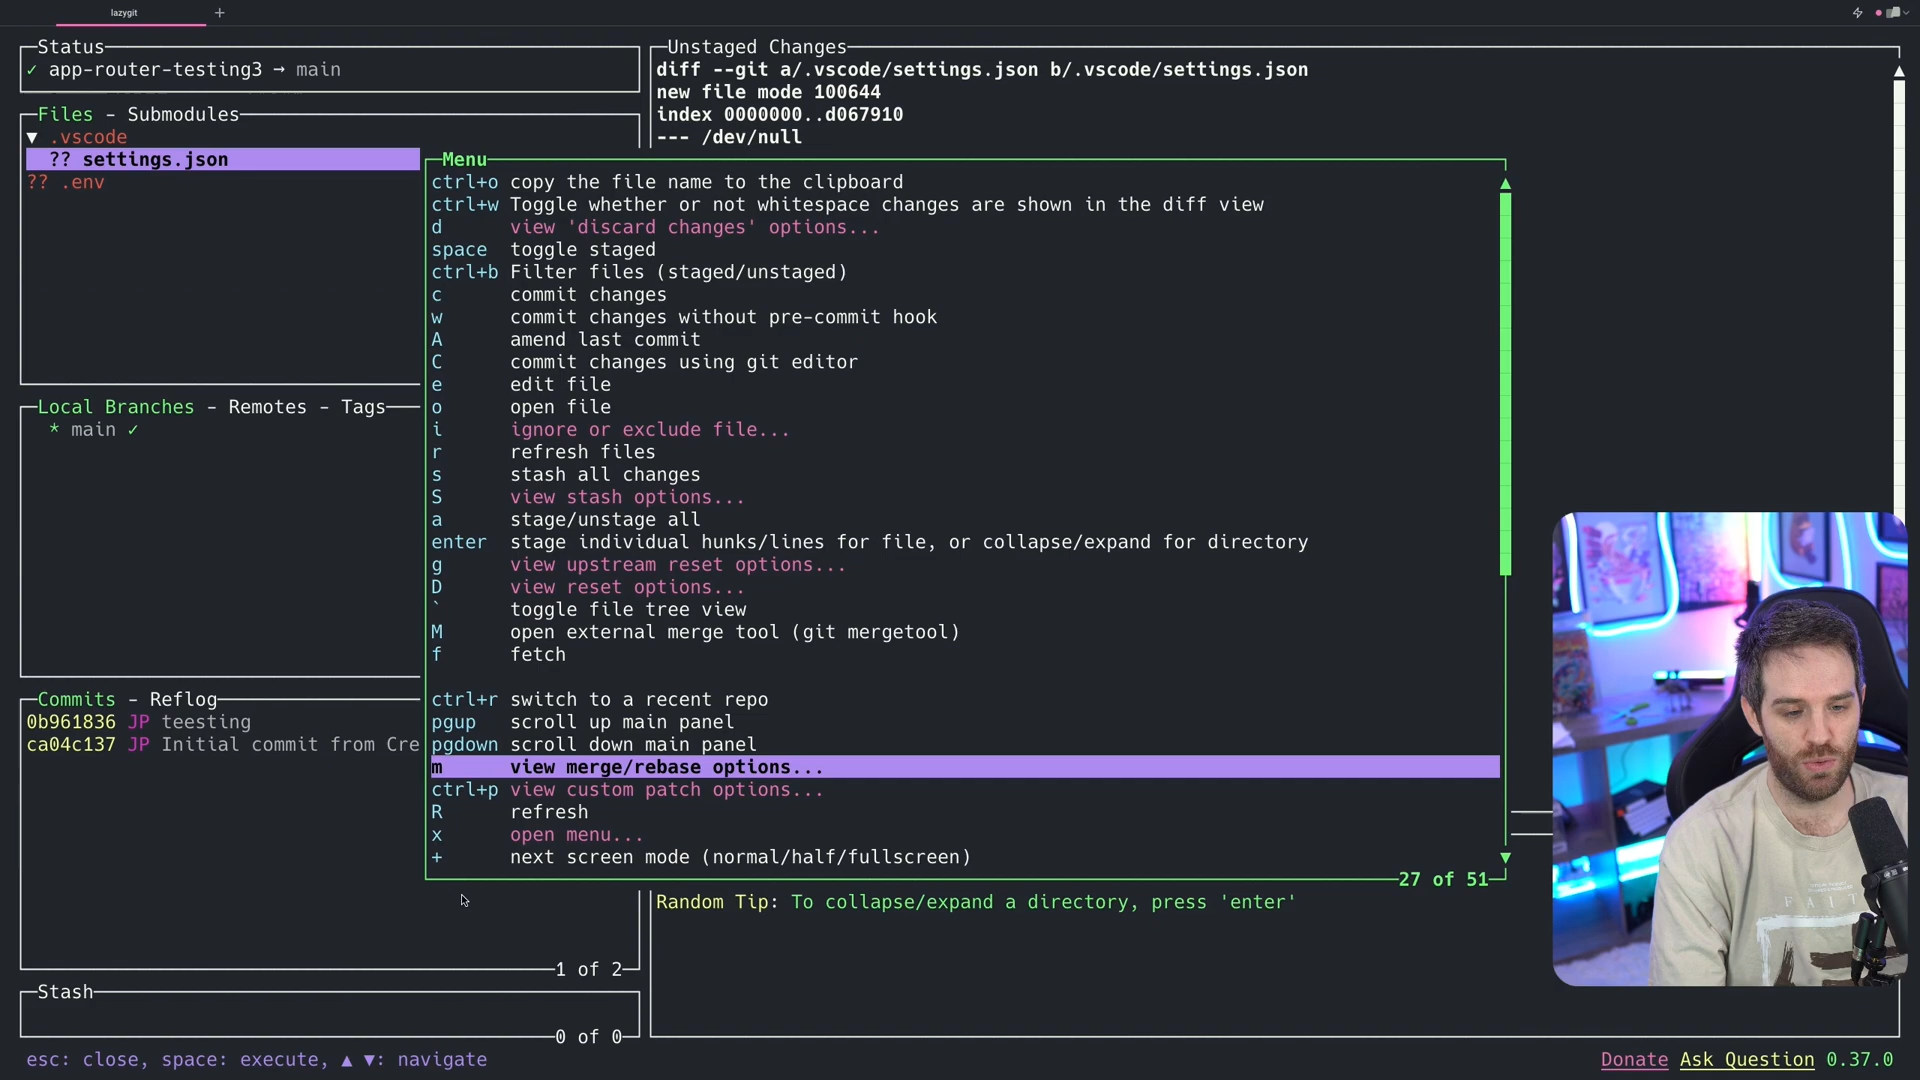 lazygit
Status
✓ app-router-testing3 → main
Files - Submodules
▼ .vscode
?? settings.json
?? .env
Local Branches - Remotes - Tags
* main ✓
Commits - Reflog
0b961836 JP teesting
ca04c137 JP Initial commit from Cre
1 of 2
Stash
0 of 0
Unstaged Changes
diff --git a/.vscode/settings.json b/.vscode/settings.json
new file mode 100644
index 0000000..d067910
--- /dev/null
Menu
ctrl+o copy the file name to the clipboard
ctrl+w Toggle whether or not whitespace changes are shown in the diff view
d view 'discard changes' options...
space toggle staged
ctrl+b Filter files (staged/unstaged)
c commit changes
w commit changes without pre-commit hook
A amend last commit
C commit changes using git editor
e edit file
o open file
i ignore or exclude file...
r refresh files
s stash all changes
S view stash options...
a stage/unstage all
enter stage individual hunks/lines for file, or collapse/expand for directory
g view upstream reset options...
D view reset options...
` toggle file tree view
M open external merge tool (git mergetool)
f fetch
ctrl+r switch to a recent repo
pgup scroll up main panel
pgdown scroll down main panel
m view merge/rebase options...
ctrl+p view custom patch options...
R refresh
x open menu...
+ next screen mode (normal/half/fullscreen)
27 of 51
Random Tip: To collapse/expand a directory, press 'enter'
esc: close, space: execute, ▲ ▼: navigate
Donate Ask Question 0.37.0